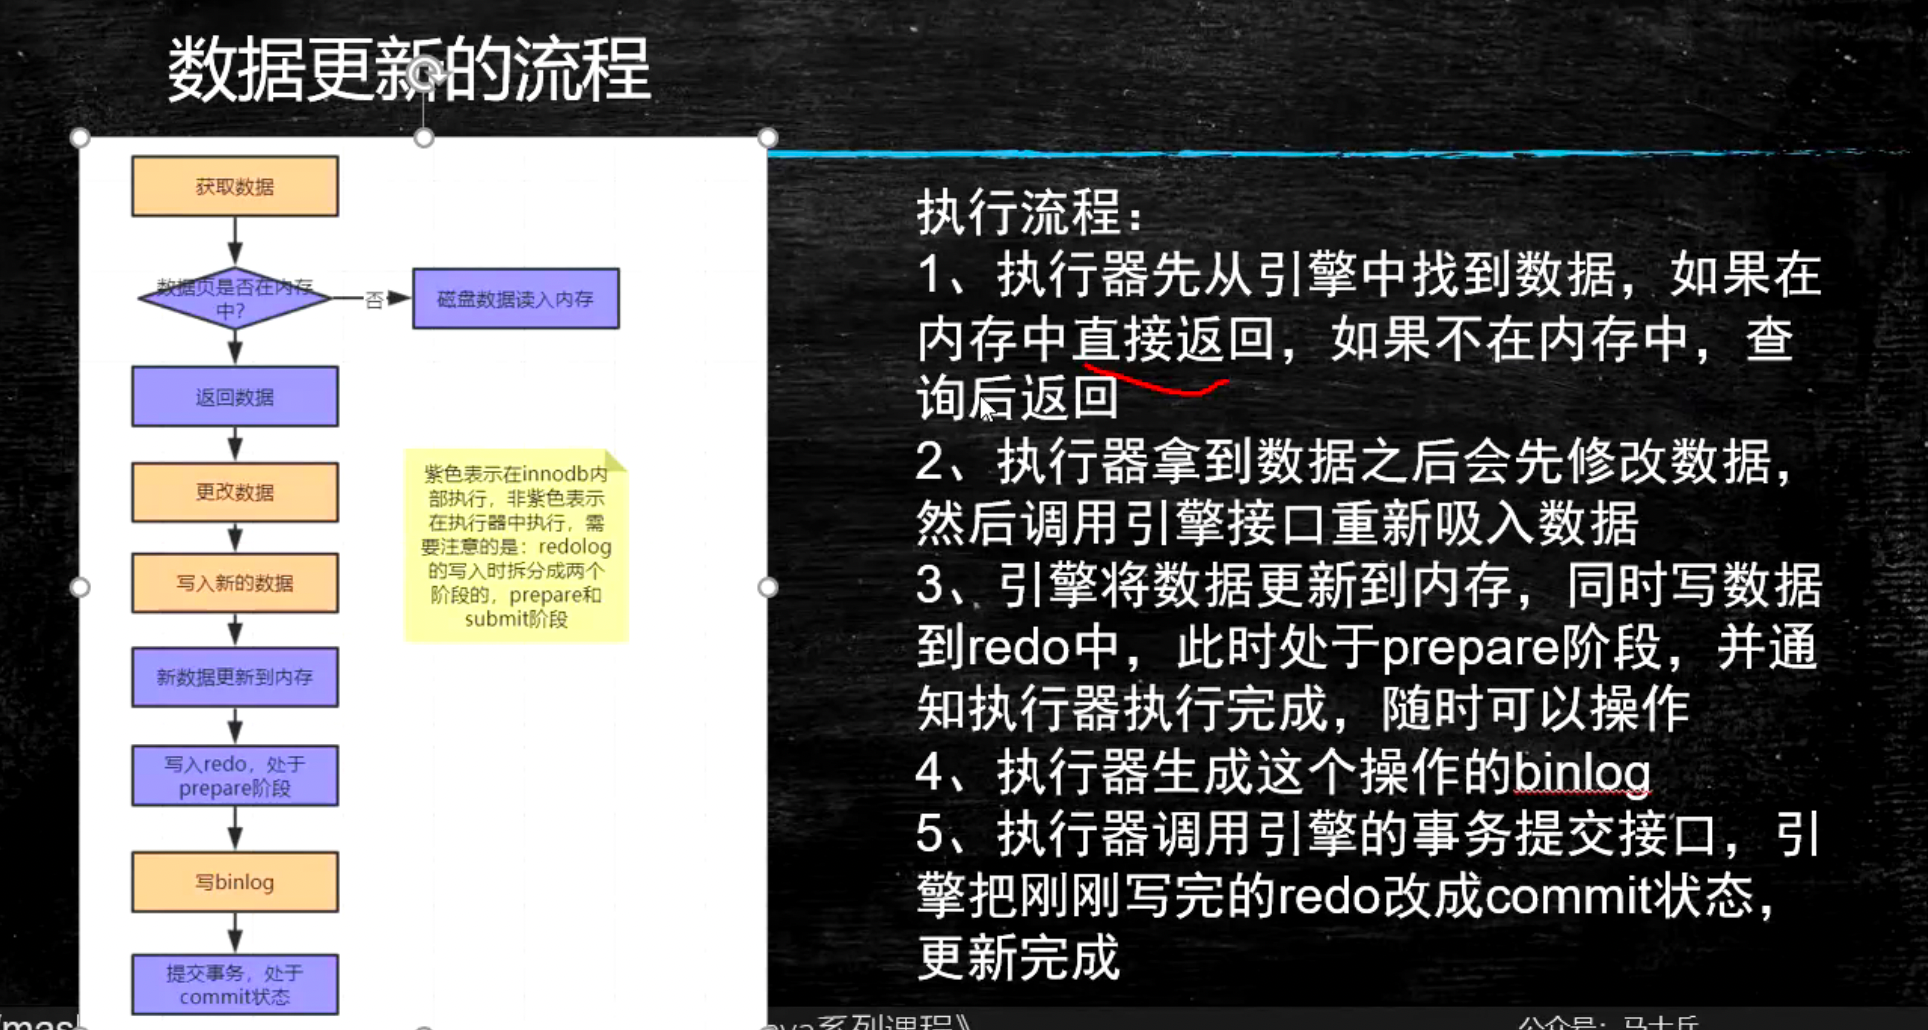 数据更新的流程
获取数据
数据页是否在内存
中?
否
磁盘数据读入内存
返回数据
更改数据
写入新的数据
新数据更新到内存
写入redo，处于
prepare阶段
写binlog
提交事务，处于
commit状态
紫色表示在innodb内
部执行，非紫色表示
在执行器中执行，需
要注意的是：redolog
的写入时拆分成两个
阶段的，prepare和
submit阶段
执行流程：
1、执行器先从引擎中找到数据，如果在
内存中直接返回，如果不在内存中，查
询后返回
2、执行器拿到数据之后会先修改数据，
然后调用引擎接口重新吸入数据
3、引擎将数据更新到内存，同时写数据
到redo中，此时处于prepare阶段，并通
知执行器执行完成，随时可以操作
4、执行器生成这个操作的binlog
5、执行器调用引擎的事务提交接口，引
擎把刚刚写完的redo改成commit状态，
更新完成
系列课程》
公众号：马士兵